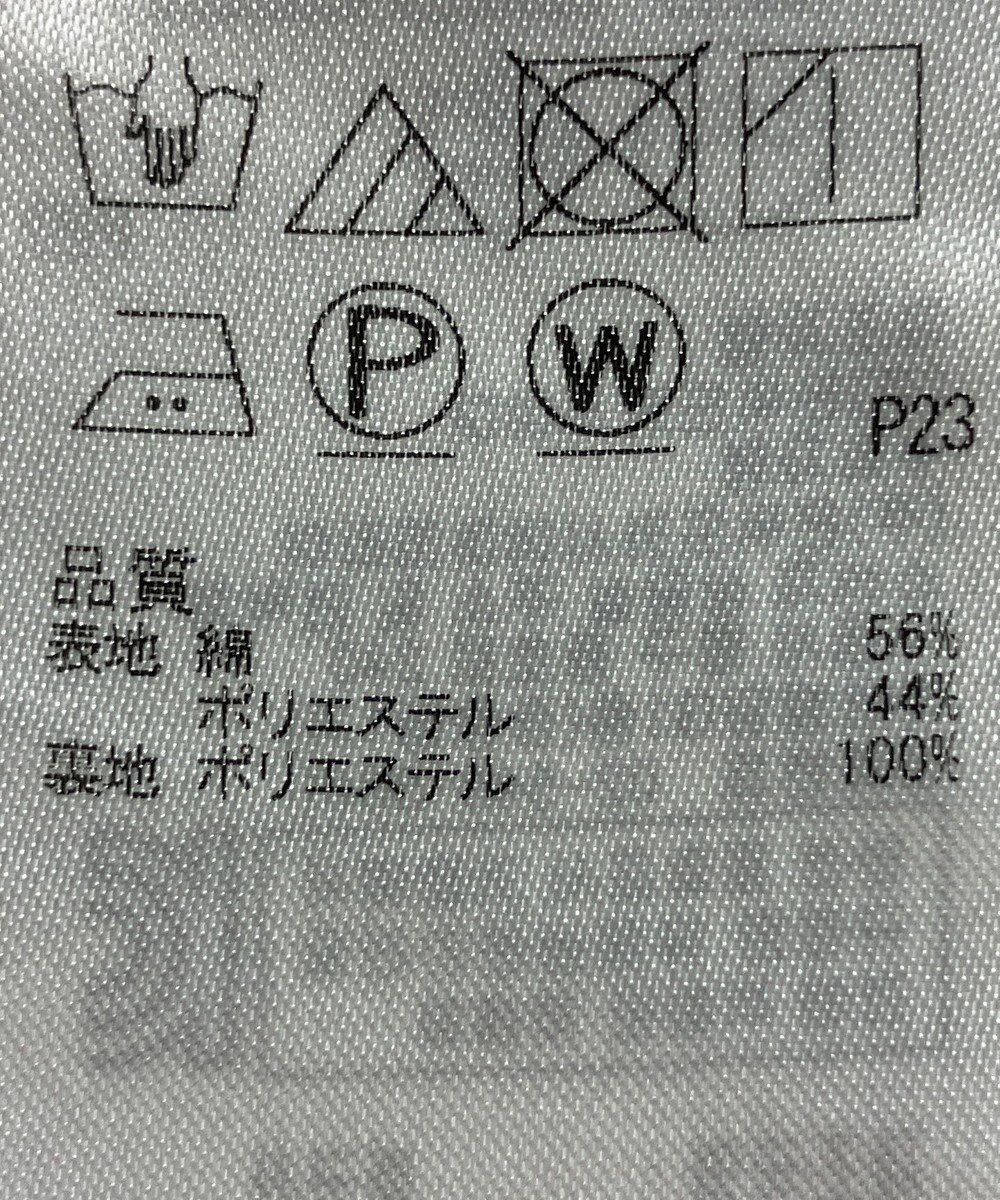 P W
P23
品質
表地 綿 56%
ポリエステル 44%
裏地 ポリエステル 100%